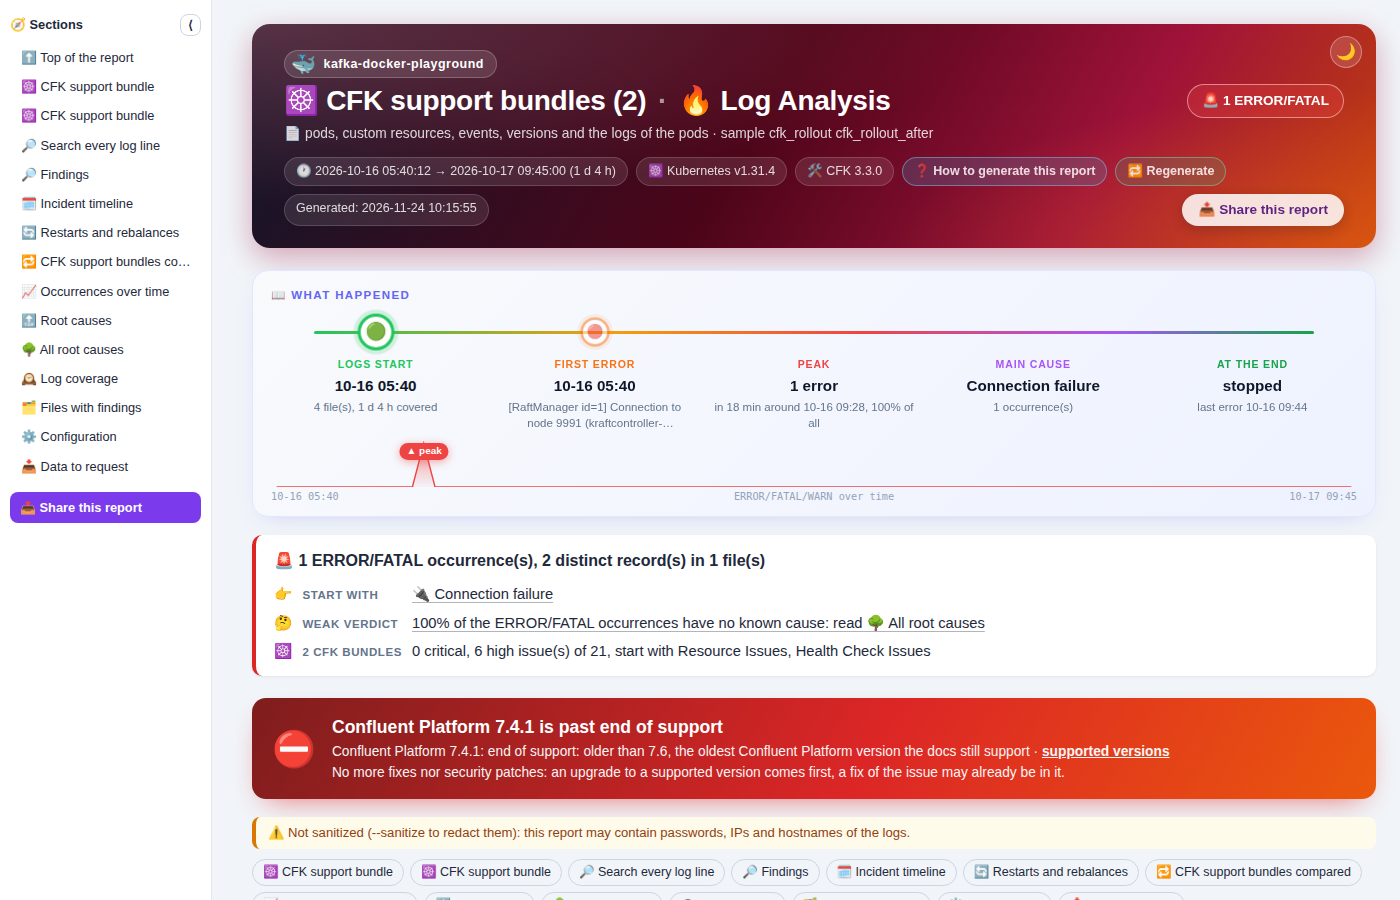 Sections
⟨
Top of the report
CFK support bundle
CFK support bundle
Search every log line
Findings
Incident timeline
Restarts and rebalances
CFK support bundles co…
Occurrences over time
Root causes
All root causes
Log coverage
Files with findings
Configuration
Data to request
Share this report
kafka-docker-playground
CFK support bundles (2) · 🔥 Log Analysis
1 ERROR/FATAL
pods, custom resources, events, versions and the logs of the pods · sample cfk_rollout cfk_rollout_after
2026-10-16 05:40:12 → 2026-10-17 09:45:00 (1 d 4 h)
Kubernetes v1.31.4
CFK 3.3.0
How to generate this report
Regenerate
Generated: 2026-11-24 10:15:55
Share this report
WHAT HAPPENED
LOGS START
10-16 05:40
4 file(s), 1 d 4 h covered
FIRST ERROR
10-16 05:40
[RaftManager id=1] Connection to
node 9991 (kraftcontroller-…
PEAK
1 error
in 18 min around 10-16 09:28, 100% of
all
MAIN CAUSE
Connection failure
1 occurrence(s)
AT THE END
stopped
last error 10-16 09:44
▲ peak
10-16 05:40
ERROR/FATAL/WARN over time
10-17 09:45
1 ERROR/FATAL occurrence(s), 2 distinct record(s) in 1 file(s)
START WITH Connection failure
WEAK VERDICT 100% of the ERROR/FATAL occurrences have no known cause: read 🌳 All root causes
2 CFK BUNDLES 0 critical, 6 high issue(s) of 21, start with Resource Issues, Health Check Issues
Confluent Platform 7.4.1 is past end of support
Confluent Platform 7.4.1: end of support: older than 7.6, the oldest Confluent Platform version the docs still support · supported versions
No more fixes nor security patches: an upgrade to a supported version comes first, a fix of the issue may already be in it.
Not sanitized (--sanitize to redact them): this report may contain passwords, IPs and hostnames of the logs.
CFK support bundle
CFK support bundle
Search every log line
Findings
Incident timeline
Restarts and rebalances
CFK support bundles compared